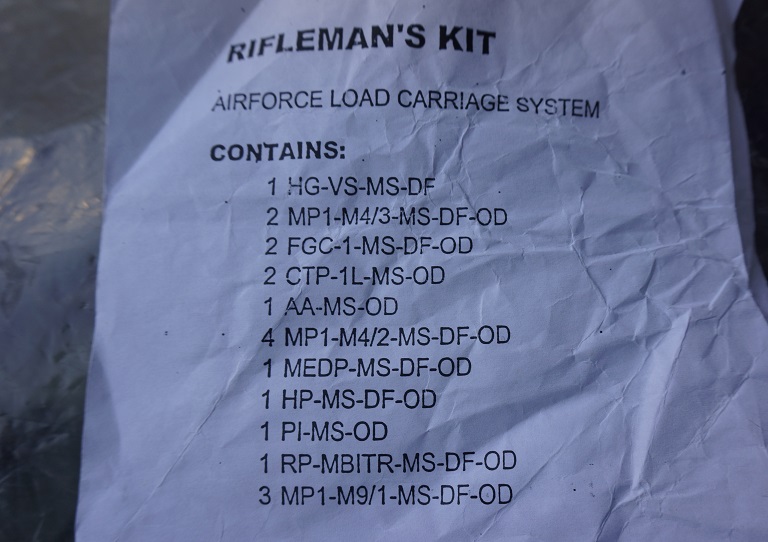 RIFLEMAN'S KIT
AIRFORCE LOAD CARRIAGE SYSTEM
CONTAINS:
1 HG-VS-MS-DF
2 MP1-M4/3-MS-DF-OD
2 FGC-1-MS-DF-OD
2 CTP-1L-MS-OD
1 AA-MS-OD
4 MP1-M4/2-MS-DF-OD
1 MEDP-MS-DF-OD
1 HP-MS-DF-OD
1 PI-MS-OD
1 RP-MBITR-MS-DF-OD
3 MP1-M9/1-MS-DF-OD